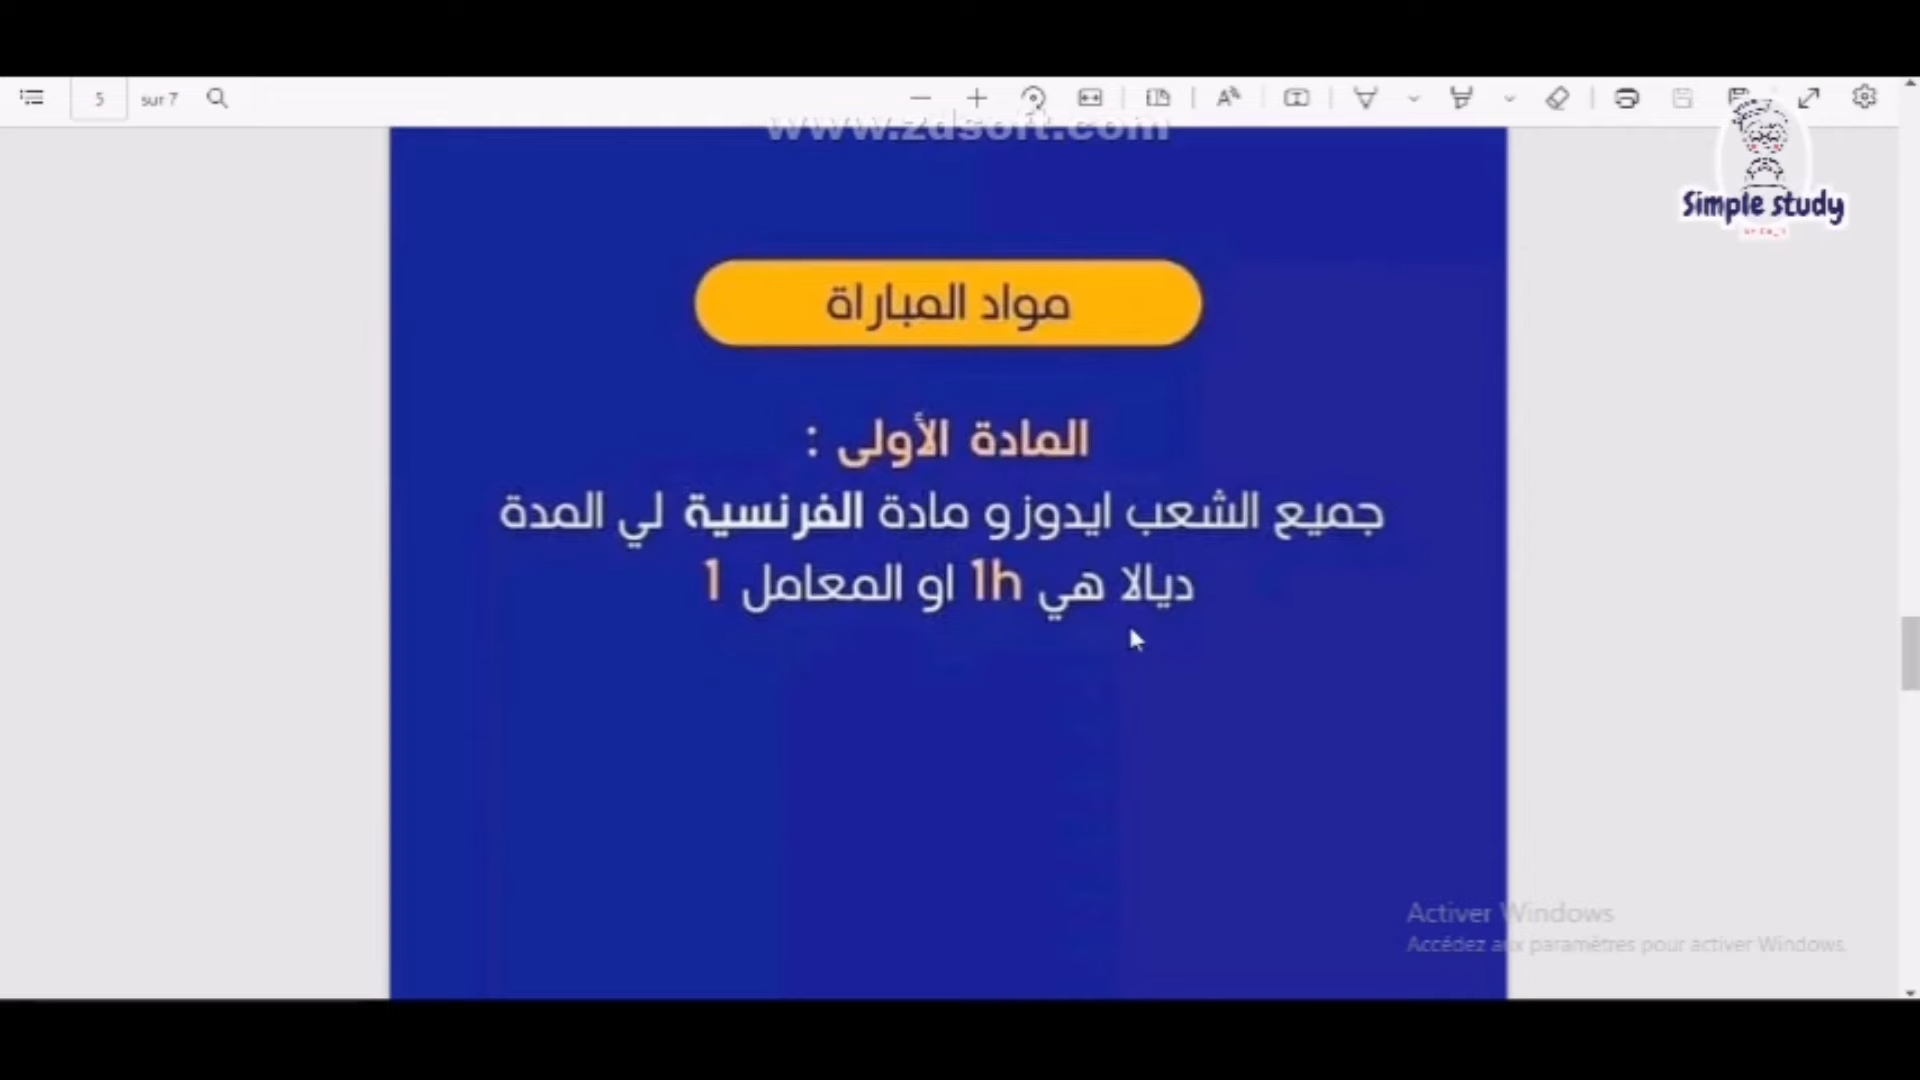 5 sur 7
www.zdsoft.com
Simple study
مواد المباراة
المادة الأولى :
جميع الشعب ايدوزو مادة الفرنسية لي المدة
ديالا هي 1h او المعامل 1
Activer Windows
Accédez aux paramètres pour activer Windows.